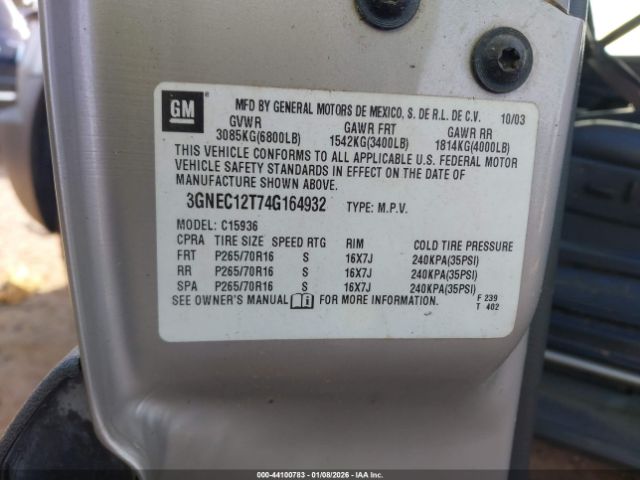 GM
MFD BY GENERAL MOTORS DE MEXICO, S. DE R.L. DE C.V. 10/03
GVWR GAWR FRT GAWR RR
3085KG(6800LB) 1542KG(3400LB) 1814KG(4000LB)
THIS VEHICLE CONFORMS TO ALL APPLICABLE U.S. FEDERAL MOTOR
VEHICLE SAFETY STANDARDS IN EFFECT ON THE DATE OF
MANUFACTURE SHOWN ABOVE.
3GNEC12T74G164932 TYPE: M.P.V.
MODEL: C15936
CPRA TIRE SIZE SPEED RTG RIM COLD TIRE PRESSURE
FRT P265/70R16 S 16X7J 240KPA(35PSI)
RR P265/70R16 S 16X7J 240KPA(35PSI)
SPA P265/70R16 S 16X7J 240KPA(35PSI)
SEE OWNER'S MANUAL FOR MORE INFORMATION. F 239
T 402
000-44100783 - 01/08/2026 - IAAI, Inc.